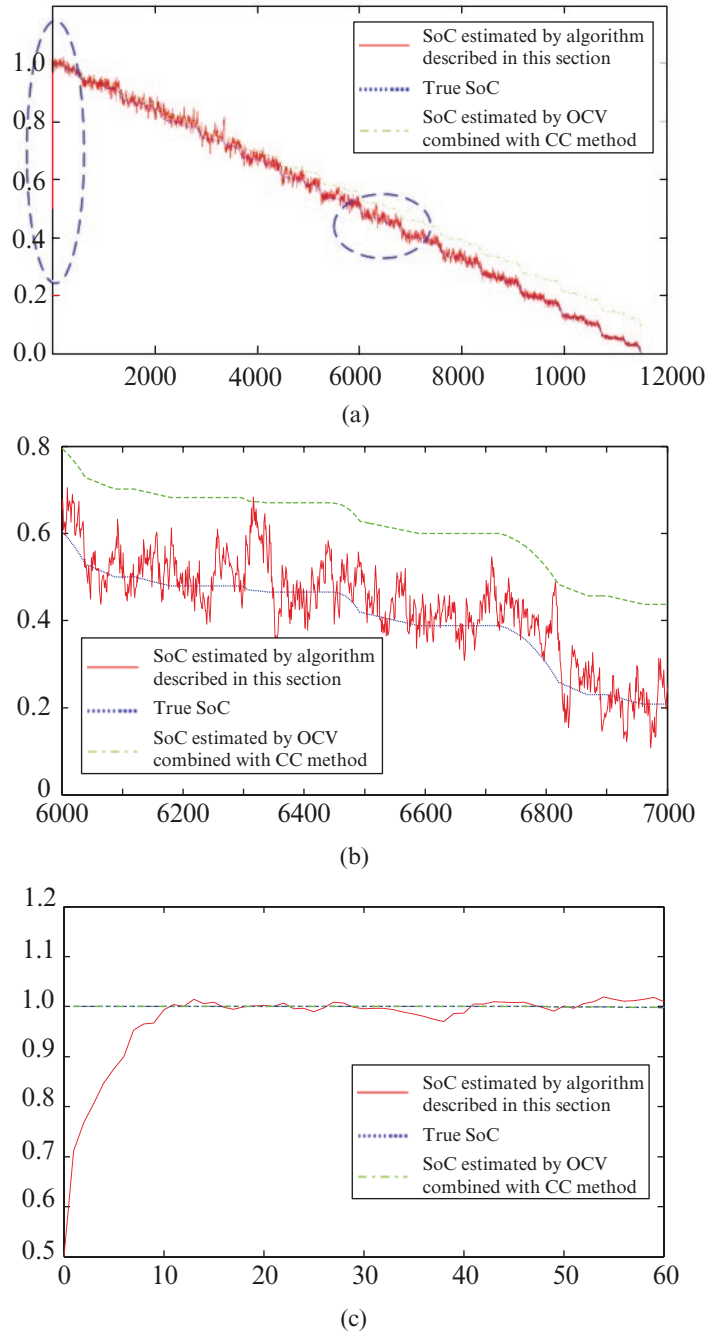 SoC estimated by algorithm
described in this section
True SoC
SoC estimated by OCV
combined with CC method
1.0
0.8
0.6
0.4
0.2
0.0
2000 4000 6000 8000 1000 12000
(a)
0.8
0.6
0.4
0.2
0
SoC estimated by algorithm
described in this section
True SoC
SoC estimated by OCV
combined with CC method
6000 6200 6400 6600 6800 7000
(b)
1.2
1.1
1.0
0.9
0.8
0.7
0.6
0.5
SoC estimated by algorithm
described in this section
True SoC
SoC estimated by OCV
combined with CC method
0 10 20 30 40 50 60
(c)